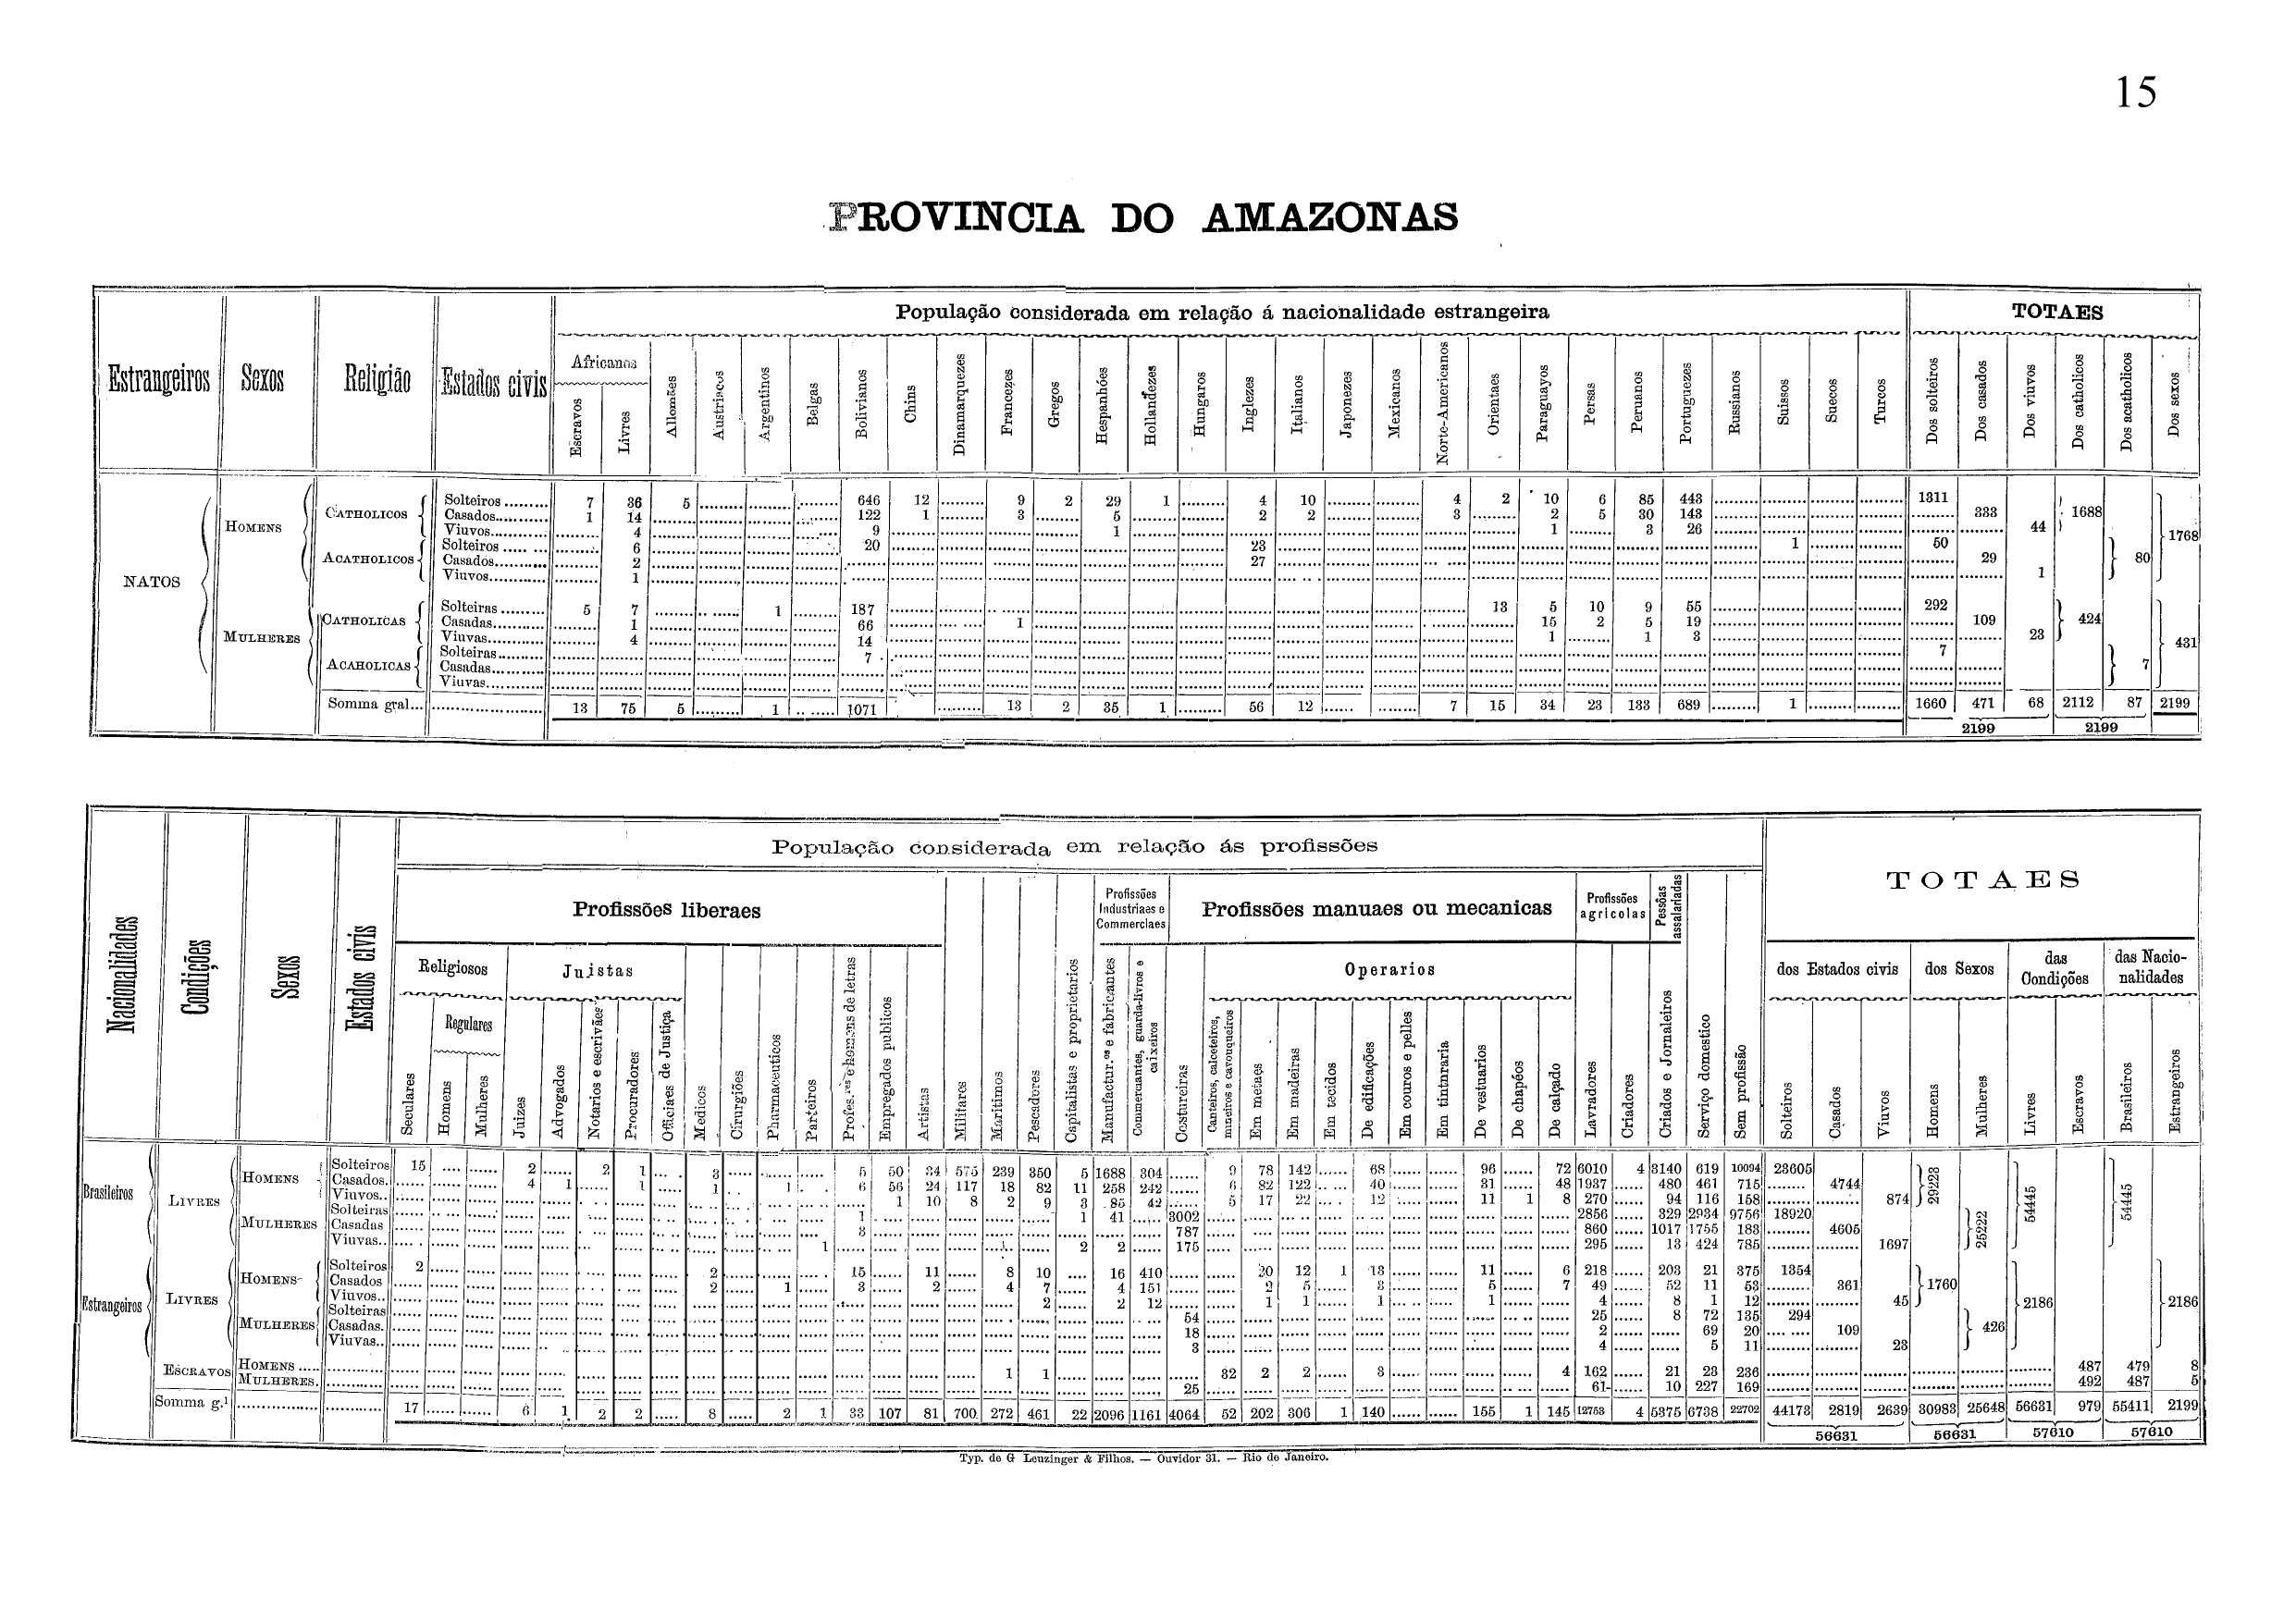 15
PROVINCIA DO AMAZONAS
Estrangeiros Sexos Religião Estados civis População considerada em relação á nacionalidade estrangeira TOTAES
Africanos Escravos Livres Allemães Austriacos Argentinos Belgas Bolivianos China Dinamarquezes Francezes Gregos Hespanhóes Hollandezes Hungaros Inglezes Italianos Japonezes Mexicanos Norte-Americanos Orientaes Paraguayos Persas Peruanos Portuguezes Russianos Suissos Suecos Turcos Dos solteiros Dos casados Dos viuvos Dos catholicos Dos acatholicos Dos sexos
NATOS HOMENS CATHOLICOS Solteiros 7 36 5 646 12 9 2 29 1 4 10 4 2 10 6 85 443 1311 1688 1768
Casados 1 14 122 1 3 5 2 2 3 2 5 30 143 333
Viuvos 4 9 1 1 3 26 44
ACATHOLICOS Solteiros 6 20 23 1 50 80
Casados 2 27 29
Viuvos 1 1
MULHERES CATHOLICAS Solteiras 5 7 1 187 13 5 10 9 55 292 424 431
Casadas 1 66 1 15 2 5 19 109
Viuvas 4 14 1 1 3 23
ACAHOLICAS Solteiras 7 7 7
Casadas
Viuvas
Somma gral 13 75 5 1 1071 13 2 35 1 56 12 7 15 34 23 133 689 1 1660 471 68 2112 87 2199
2199 2199
Nacionalidades Condições Sexos Estados civis População considerada em relação ás profissões TOTAES
Profissões liberaes Profissões Industriaes e Commerciaes Profissões manuaes ou mecanicas Profissões agricolas Pessôas assalariadas
Religiosos Juistas Operarios dos Estados civis dos Sexos das Condições das Nacionalidades
Regulares
Seculares Homens Mulheres Juizes Advogados Notarios e escrivães Procuradores Officiaes de Justiça Medicos Cirurgiões Pharmaceuticos Parteiros Profes.res e homens de letras Empregados publicos Artistas Militares Maritimos Pescadores Capitalistas e proprietarios Manufactur.os e fabricantes Commerciantes, guarda-livros e caixeiros Costureiras Canteiros, calceteiros, mineiros e cavouqueiros Em metaes Em madeiras Em tecidos De edificações Em couros e pelles Em tinturaria De vestuarios De chapéos De calçado Lavradores Criadores Criados e Jornaleiros Serviço domestico Sem profissão Solteiros Casados Viuvos Homens Mulheres Livres Escravos Brasileiros Estrangeiros
Brasileiros LIVRES HOMENS Solteiros 15 2 2 1 3 5 50 34 575 239 350 5 1688 304 9 78 142 68 96 72 6010 4 3140 619 10094 23605 29223 54445 54445
Casados 4 1 1 1 1 6 56 24 117 18 82 11 258 242 6 82 122 40 31 48 1937 480 461 715 4744
Viuvos 1 10 8 2 9 3 85 42 5 17 22 12 11 1 8 270 94 116 158 874
MULHERES Solteiras 1 1 41 3002 2856 329 2934 9756 18920 25222
Casadas 3 787 860 1017 1755 183 4605
Viuvas 1 2 2 175 295 13 424 785 1697
Estrangeiros LIVRES HOMENS Solteiros 2 2 15 11 8 10 16 410 20 12 1 13 11 6 218 203 21 375 1354 1760 2186 2186
Casados 2 1 3 2 4 7 4 151 2 5 3 5 7 49 52 11 53 361
Viuvos 2 2 12 1 1 1 1 4 8 1 12 45
MULHERES Solteiras 54 25 8 72 135 294 426
Casadas 18 2 69 20 109
Viuvas 3 4 5 11 23
ESCRAVOS HOMENS 1 1 32 2 2 3 4 162 21 23 236 487 479 8
MULHERES 25 61 10 227 169 492 487 5
Somma g.l 17 6 1 2 2 8 2 1 33 107 81 700 272 461 22 2096 1161 4064 52 202 306 1 140 155 1 145 12753 4 5375 6738 22702 44173 2819 2639 30983 25648 56631 979 55411 2199
56631 56631 57610 57610
Typ. de G Leuzinger & Filhos. — Ouvidor 31. — Rio de Janeiro.